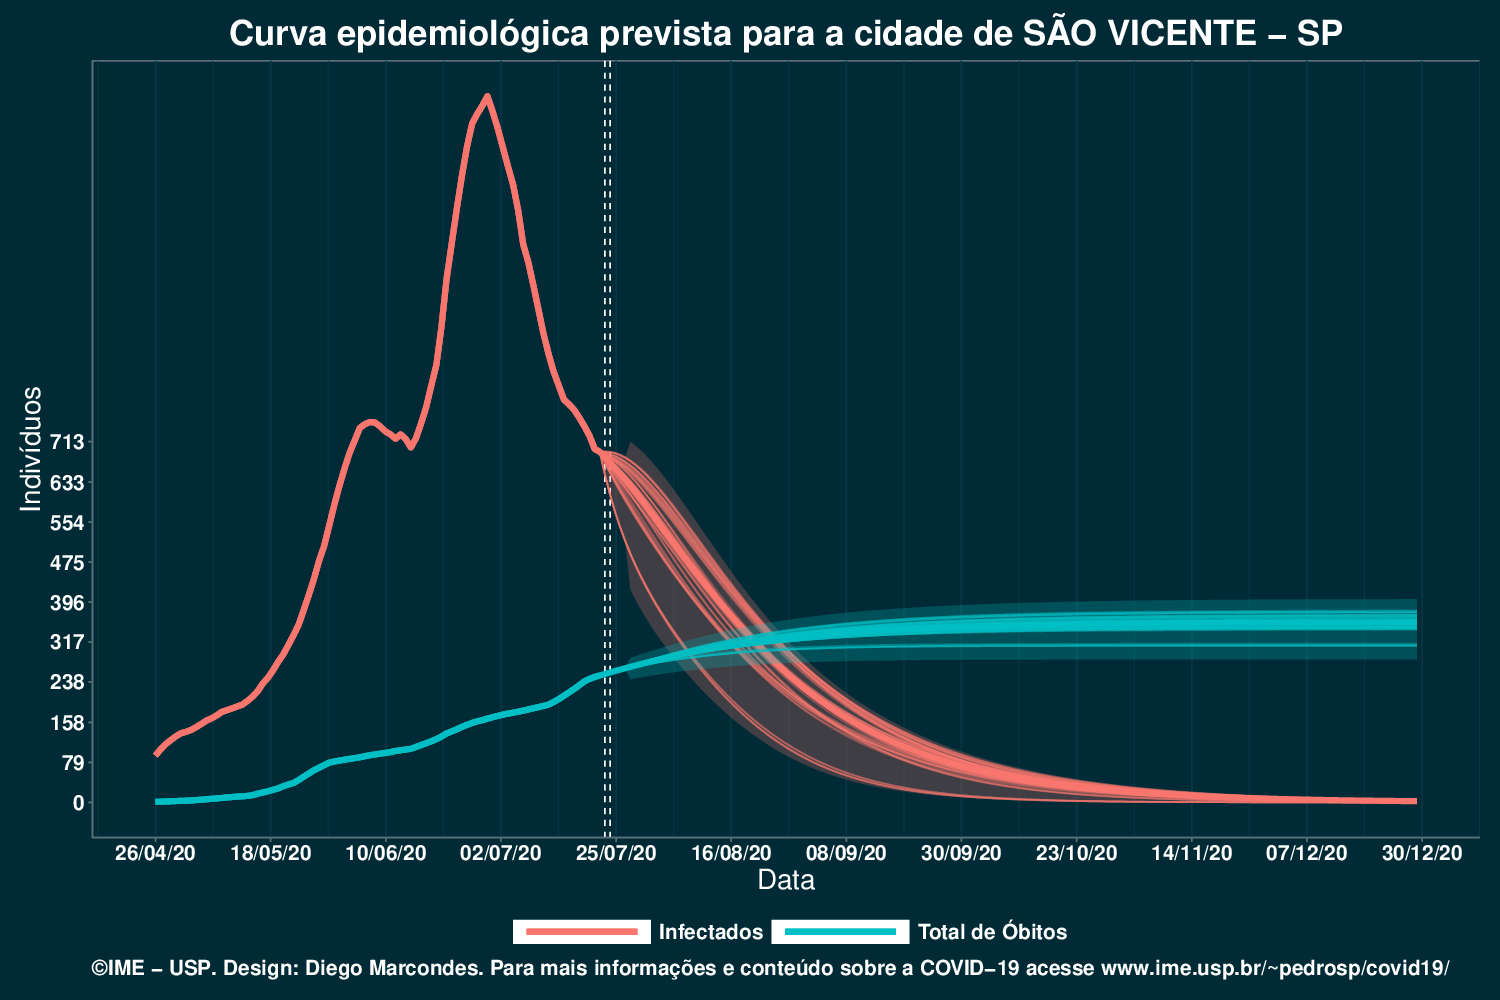 Curva epidemiológica prevista para a cidade de SÃO VICENTE – SP
Indivíduos
713
633
554
475
396
317
238
158
79
0
26/04/20 18/05/20 10/06/20 02/07/20 25/07/20 16/08/20 08/09/20 30/09/20 23/10/20 14/11/20 07/12/20 30/12/20
Data
Infectados Total de Óbitos
©IME – USP. Design: Diego Marcondes. Para mais informações e conteúdo sobre a COVID–19 acesse www.ime.usp.br/~pedrosp/covid19/